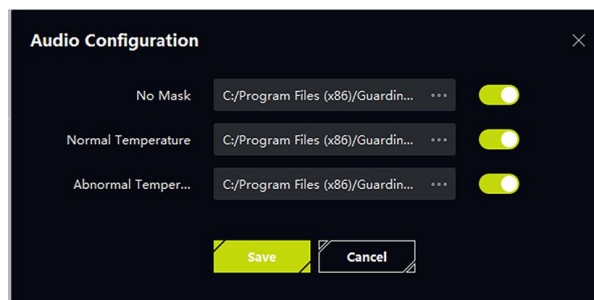 Audio Configuration
No Mask C:/Program Files (x86)/Guardin... ...
Normal Temperature C:/Program Files (x86)/Guardin... ...
Abnormal Temper... C:/Program Files (x86)/Guardin... ...
Save Cancel